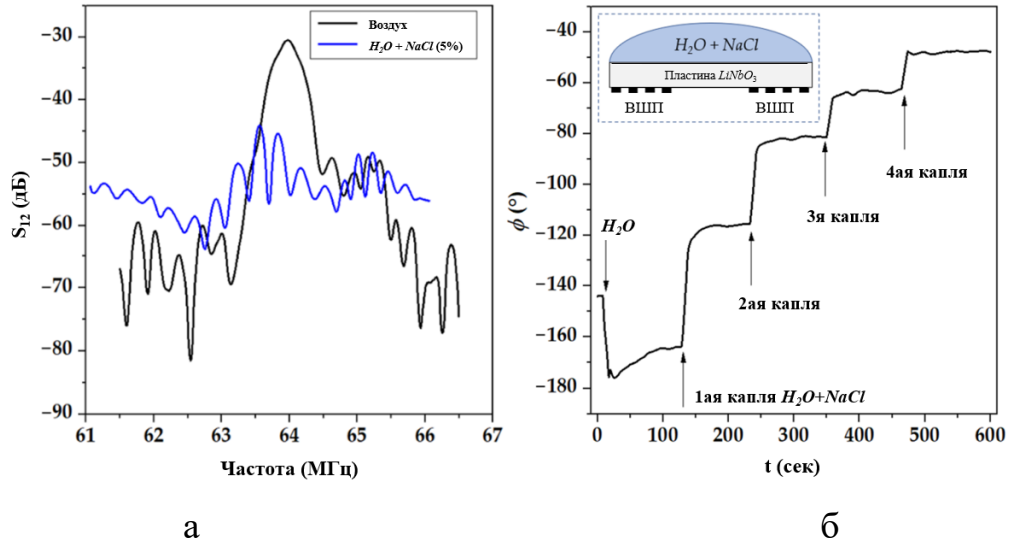 Воздух
H₂O + NaCl (5%)
−30
−40
−50
−60
−70
−80
−90
S₁₂ (дБ)
61
62
63
64
65
66
67
Частота (МГц)
а
H₂O + NaCl
Пластина LiNbO₃
ВШП
ВШП
−40
−60
−80
−100
−120
−140
−160
−180
ϕ (°)
H₂O
1ая капля H₂O+NaCl
2ая капля
3я капля
4ая капля
0
100
200
300
400
500
600
t (сек)
б